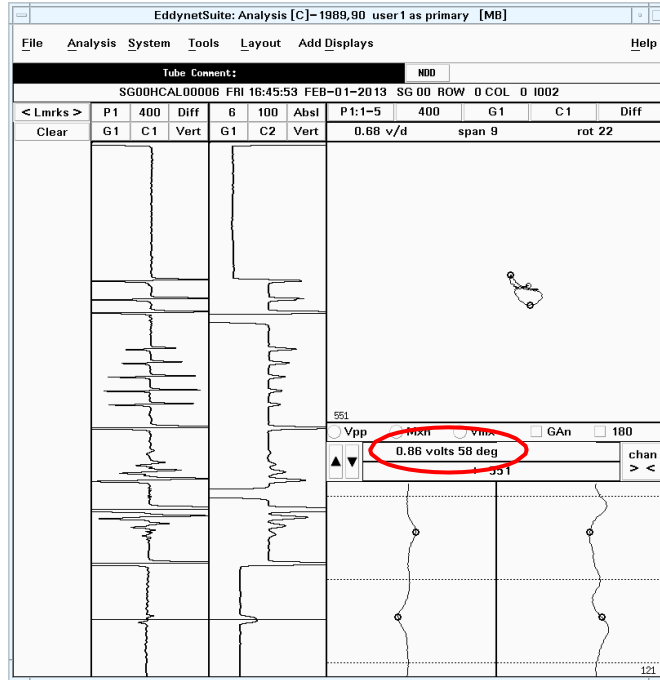 EddynetSuite: Analysis [C]-1989,90 user1 as primary [MB]
File Analysis System Tools Layout Add Displays Help
Tube Comment: NDD
SG00HCAL00006 FRI 16:45:53 FEB-01-2013 SG 00 ROW 0 COL 0 I002
< Lmrks > P1 400 Diff 6 100 Absl P1:1-5 400 G1 C1 Diff
Clear G1 C1 Vert G1 C2 Vert 0.68 v/d span 9 rot 22
551
Vpp Mxn Vmx GAn 180
0.86 volts 58 deg chan
551 > <
121